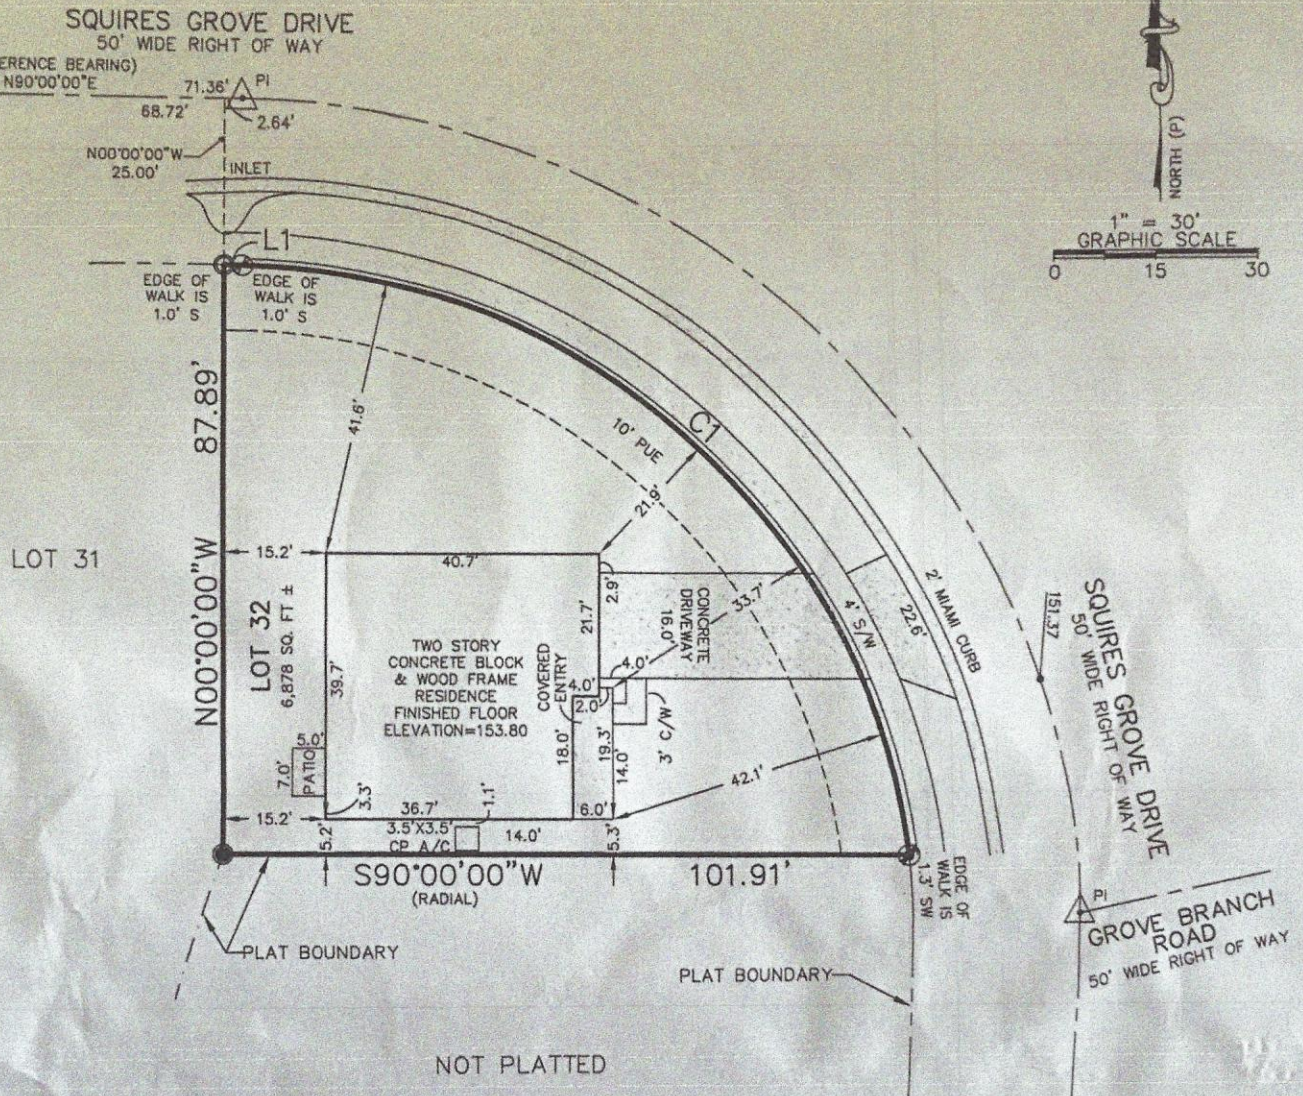 SQUIRES GROVE DRIVE
50' WIDE RIGHT OF WAY
ERENCE BEARING)
N90°00'00"E
71.36'
PI
68.72'
2.64'
N00°00'00"W
25.00'
INLET
NORTH (P)
1" = 30'
GRAPHIC SCALE
0 15 30
L1
EDGE OF
WALK IS
1.0' S
EDGE OF
WALK IS
1.0' S
87.89'
N00°00'00"W
41.6'
10' PUE
C1
21.9'
LOT 31
15.2'
40.7'
LOT 32
6,878 SQ. FT ±
39.7'
2.9'
21.7'
CONCRETE
DRIVEWAY
16.0'
33.7'
4' S/W
22.6'
2' MIAMI CURB
151.37
SQUIRES GROVE DRIVE
50' WIDE RIGHT OF WAY
TWO STORY
CONCRETE BLOCK
& WOOD FRAME
RESIDENCE
FINISHED FLOOR
ELEVATION=153.80
COVERED
ENTRY
4.0'
4.0'
2.0'
18.0'
19.3'
14.0'
3' C/W
42.1'
5.0'
7.0'
PATIO
3.3'
15.2'
36.7'
1.1'
6.0'
3.5'X3.5'
CP A/C
14.0'
5.2'
5.3'
S90°00'00"W
(RADIAL)
101.91'
EDGE OF
WALK IS
1.3' SW
PI
GROVE BRANCH
ROAD
50' WIDE RIGHT OF WAY
PLAT BOUNDARY
PLAT BOUNDARY
NOT PLATTED